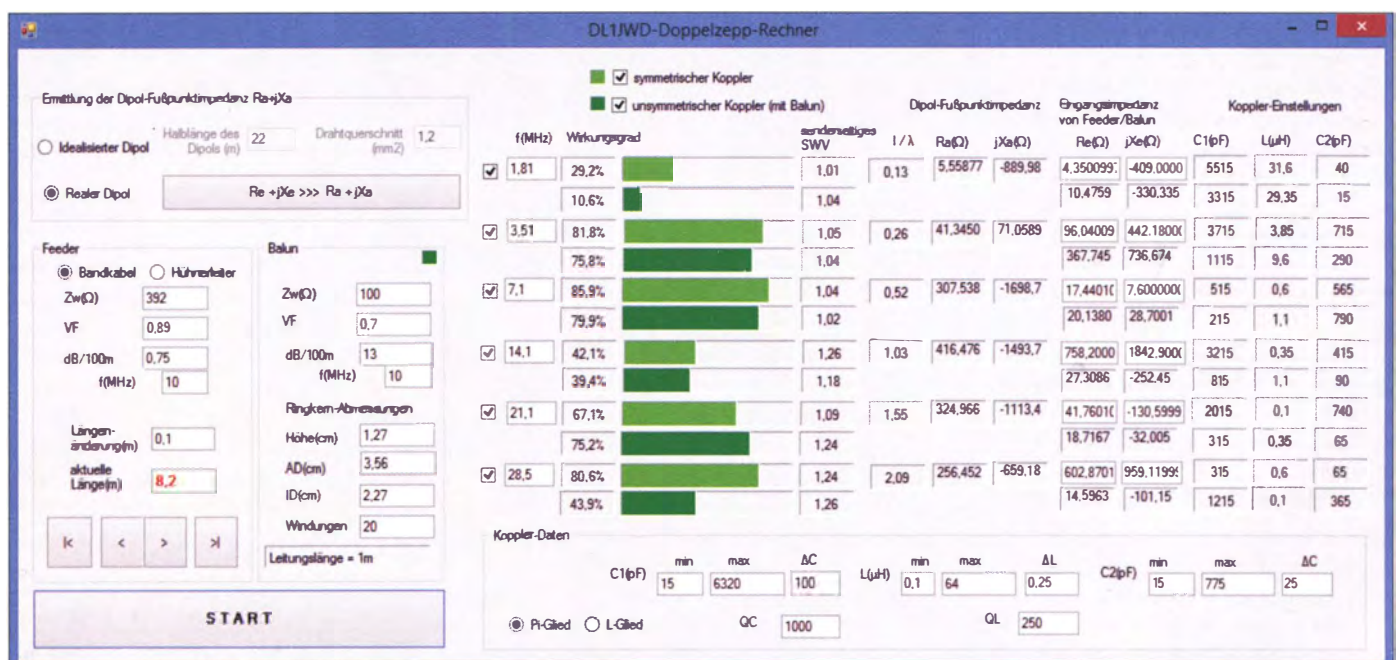 DL1JWD-Doppelzepp-Rechner
Ermittlung der Dipol-Fußpunktimpedanz Ra+jXa
Idealisierter Dipol
Halblänge des Dipols (m)
22
Drahtquerschnitt (mm2)
1,2
Realer Dipol
Re +jXe >>> Ra +jXa
Feeder
Bandkabel
Hühnerleiter
Zw(Ω) 392
VF 0,89
dB/100m 0,75
f(MHz) 10
Längen-
änderung(m) 0,1
aktuelle
Länge(m) 8,2
|< < > >|
Balun
Zw(Ω) 100
VF 0,7
dB/100m 13
f(MHz) 10
Ringkern-Abmessungen
Höhe(cm) 1,27
AD(cm) 3,56
ID(cm) 2,27
Windungen 20
Leitungslänge = 1m
START
symmetrischer Koppler
unsymmetrischer Koppler (mit Balun)
Dipol-Fußpunktimpedanz
Eingangsimpedanz
von Feeder/Balun
Koppler-Einstellungen
f(MHz) Wirkungsgrad senderseitiges SWV l / λ Ra(Ω) jXa(Ω) Re(Ω) jXe(Ω) C1(pF) L(μH) C2(pF)
1,81 29,2% 1,01 0,13 5,55877 -889,98 4,350099: -409,0000 5515 31,6 40
10,6% 1,04 10,4759 -330,335 3315 29,35 15
3,51 81,8% 1,05 0,26 41,3450 71,0589 96,04009 442,1800( 3715 3,85 715
75,8% 1,04 367,745 736,674 1115 9,6 290
7,1 85,9% 1,04 0,52 307,538 -1698,7 17,4401( 7,600000( 515 0,6 565
79,9% 1,02 20,1380 28,7001 215 1,1 790
14,1 42,1% 1,26 1,03 416,476 -1493,7 758,2000 1842,900( 3215 0,35 415
39,4% 1,18 27,3086 -252,45 815 1,1 90
21,1 67,1% 1,09 1,55 324,966 -1113,4 41,7601( -130,5999 2015 0,1 740
75,2% 1,24 18,7167 -32,005 315 0,35 65
28,5 80,6% 1,24 2,09 256,452 -659,18 602,8701 959,11999 315 0,6 65
43,9% 1,26 14,5963 -101,15 1215 0,1 365
Koppler-Daten
min max ΔC
C1(pF) 15 6320 100
min max ΔL
L(μH) 0,1 64 0,25
min max ΔC
C2(pF) 15 775 25
Pi-Glied
L-Glied
QC 1000
QL 250